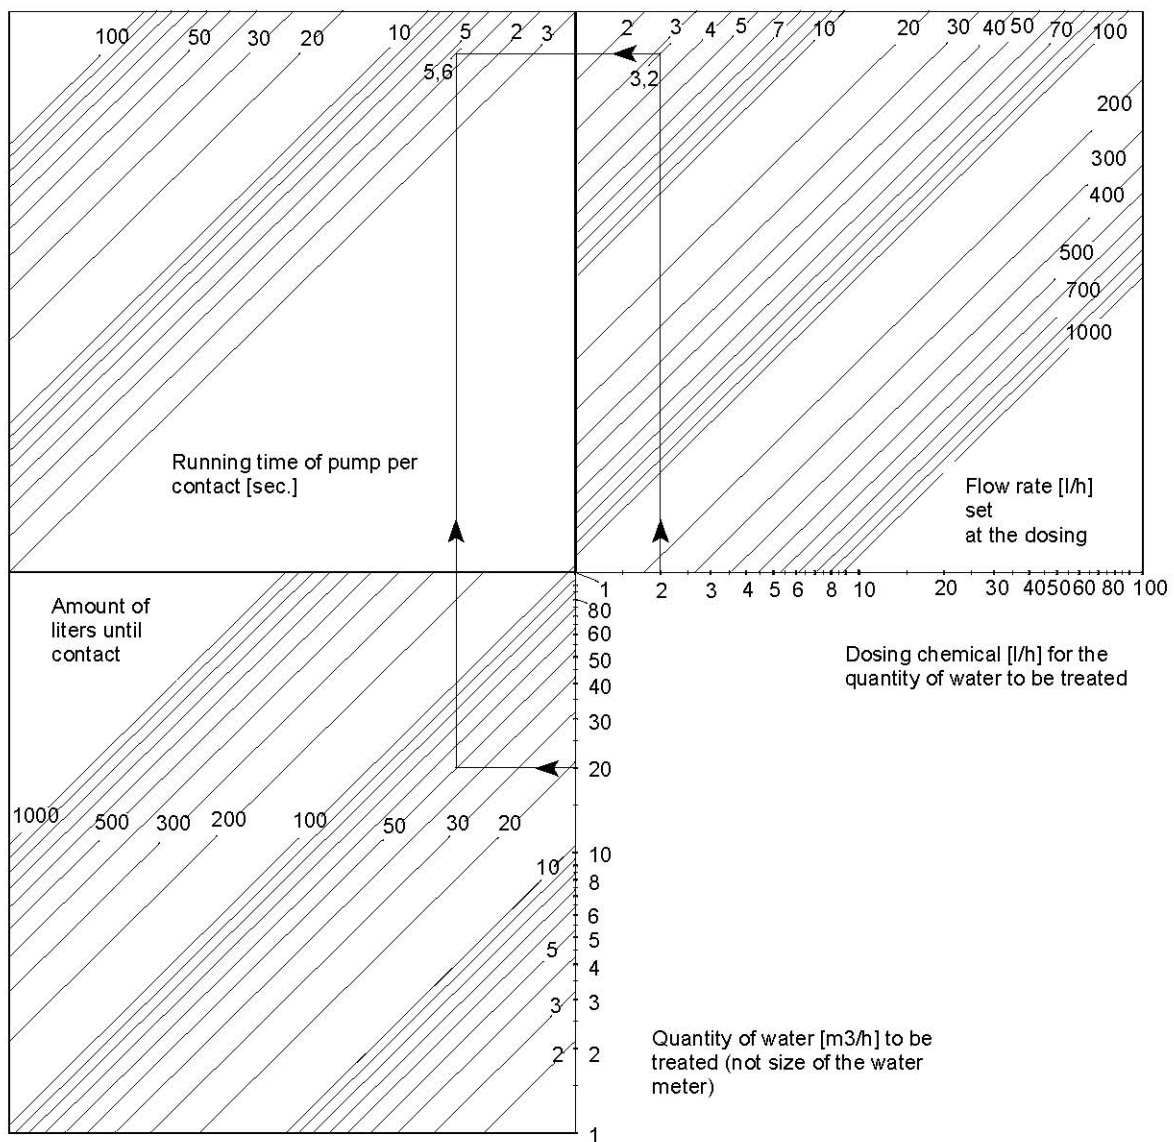 100 50 30 20 10 5 2 3
5,6
2 3 4 5 7 10 20 30 40 50 70 100
3,2
200
300
400
500
700
1000
Running time of pump per
contact [sec.]
Flow rate [l/h]
set
at the dosing
1 2 3 4 5 6 8 10 20 30 40 50 60 80 100
Amount of
liters until
contact
Dosing chemical [l/h] for the
quantity of water to be treated
80
60
50
40
30
20
10
8
6
5
4
3
2
1
1000 500 300 200 100 50 30 20
10
5
3
2
Quantity of water [m3/h] to be
treated (not size of the water
meter)